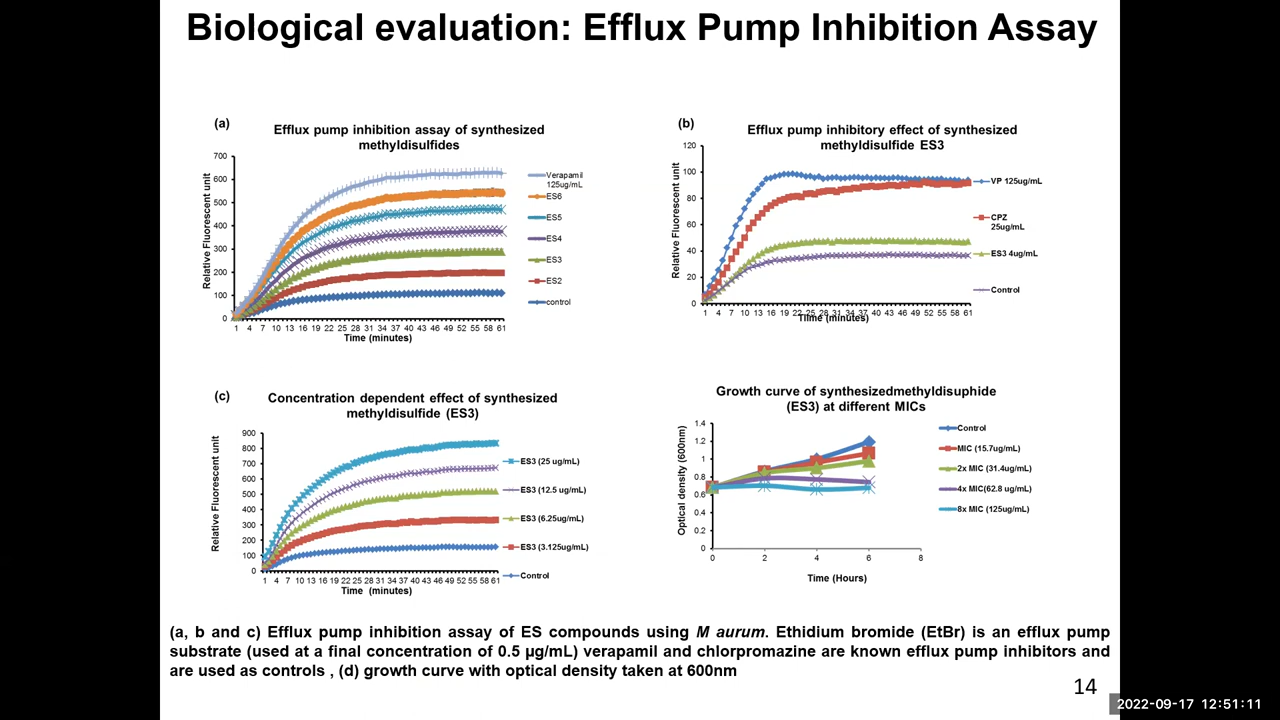 Biological evaluation: Efflux Pump Inhibition Assay
(a)
Efflux pump inhibition assay of synthesized
methyldisulfides
Relative Fluorescent unit
700
600
500
400
300
200
100
0
1 4 7 10 13 16 19 22 25 28 31 34 37 40 43 46 49 52 55 58 61
Time (minutes)
Verapamil
125ug/mL
ES6
ES5
ES4
ES3
ES2
control
(b)
Efflux pump inhibitory effect of synthesized
methyldisulfide ES3
Relative Fluorescent unit
120
100
80
60
40
20
0
1 4 7 10 13 16 19 22 25 28 31 34 37 40 43 46 49 52 55 58 61
TIime (minutes)
VP 125ug/mL
CPZ
25ug/mL
ES3 4ug/mL
Control
(c)
Concentration dependent effect of synthesized
methyldisulfide (ES3)
Relative Fluorescent unit
900
800
700
600
500
400
300
200
100
0
1 4 7 10 13 16 19 22 25 28 31 34 37 40 43 46 49 52 55 58 61
Time (minutes)
ES3 (25 ug/mL)
ES3 (12.5 ug/mL)
ES3 (6.25ug/mL)
ES3 (3.125ug/mL)
Control
Growth curve of synthesizedmethyldisuphide
(ES3) at different MICs
Optical density (600nm)
1.4
1.2
1
0.8
0.6
0.4
0.2
0
0 2 4 6 8
Time (Hours)
Control
MIC (15.7ug/mL)
2x MIC (31.4ug/mL)
4x MIC(62.8 ug/mL)
8x MIC (125ug/mL)
(a, b and c) Efflux pump inhibition assay of ES compounds using M aurum. Ethidium bromide (EtBr) is an efflux pump
substrate (used at a final concentration of 0.5 µg/mL) verapamil and chlorpromazine are known efflux pump inhibitors and
are used as controls , (d) growth curve with optical density taken at 600nm
14
2022-09-17 12:51:11